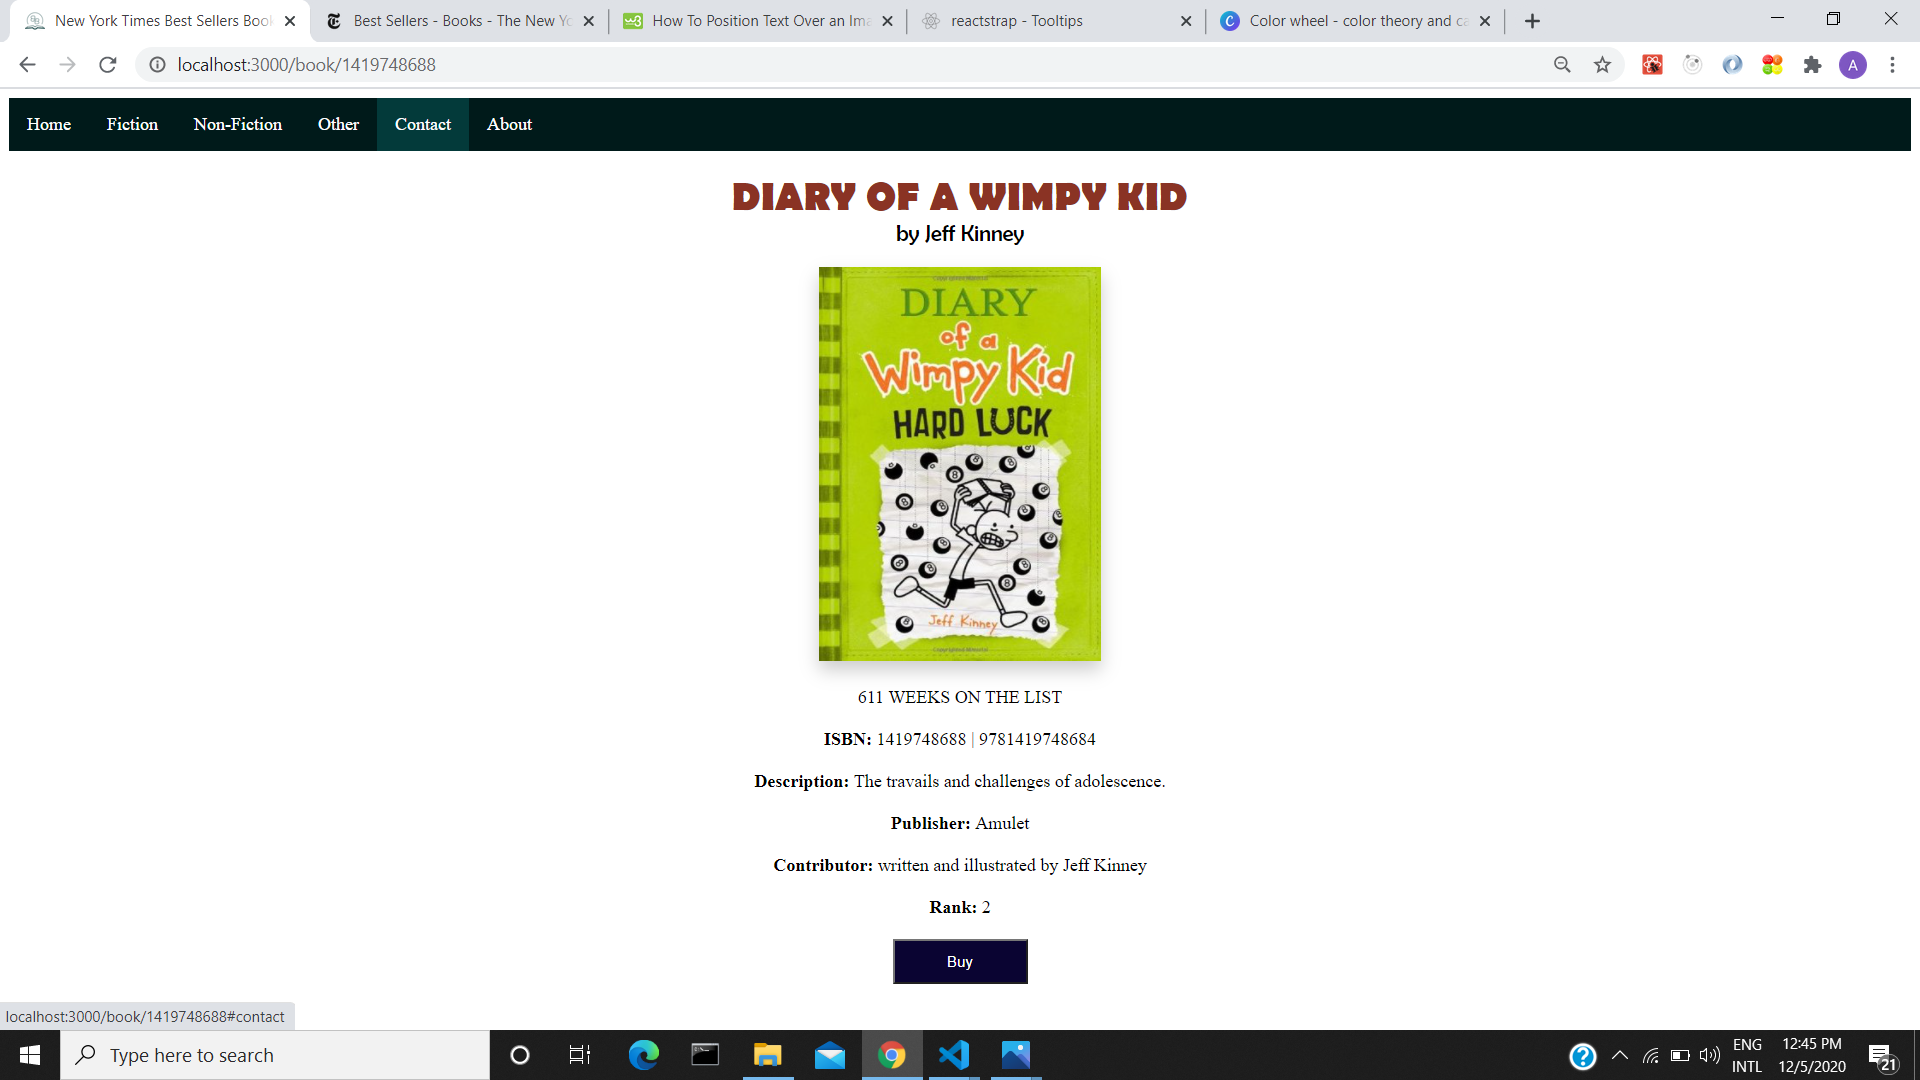 New York Times Best Sellers Boo
Best Sellers - Books - The New Yo
How To Position Text Over an Ima
reactstrap - Tooltips
Color wheel - color theory and ca
localhost:3000/book/1419748688
A
Home Fiction Non-Fiction Other Contact About
DIARY OF A WIMPY KID
by Jeff Kinney
DIARY
of a
Wimpy Kid
HARD LUCK
Jeff Kinney
611 WEEKS ON THE LIST
ISBN: 1419748688 | 9781419748684
Description: The travails and challenges of adolescence.
Publisher: Amulet
Contributor: written and illustrated by Jeff Kinney
Rank: 2
Buy
localhost:3000/book/1419748688#contact
Type here to search
ENG
INTL
12:45 PM
12/5/2020
21